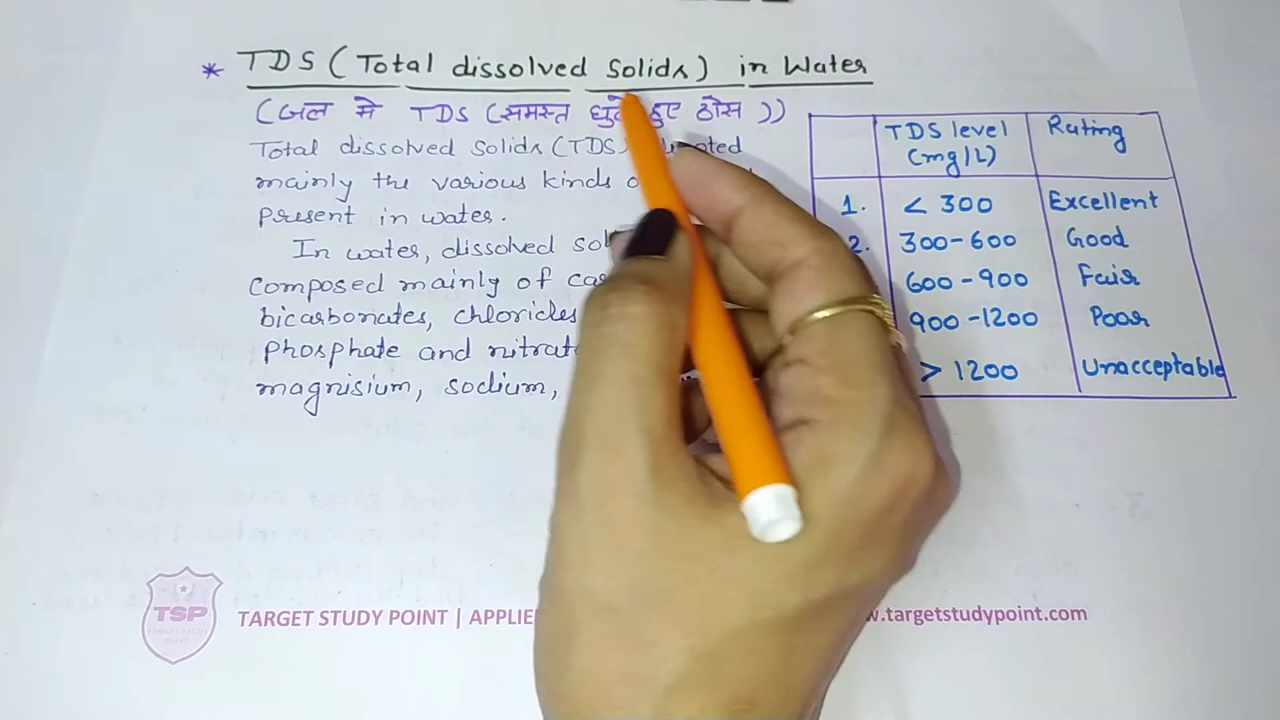 * TDS (Total dissolved Solids) in Water
(जल मे TDS (समस्त हुए ठोस ))
Total dissolved Solids (TDS)
mainly the various kinds
present in water.
In water, dissolved
Composed mainly of
bicarbonates, chlorides
phosphate and
magnisium, sodium,
TDS level (mg/L) Rating
1. < 300 Excellent
2. 300-600 Good
600-900 Fair
900-1200 Poor
> 1200 Unacceptable
TSP
TARGET STUDY POINT |
w.targetstudypoint.com